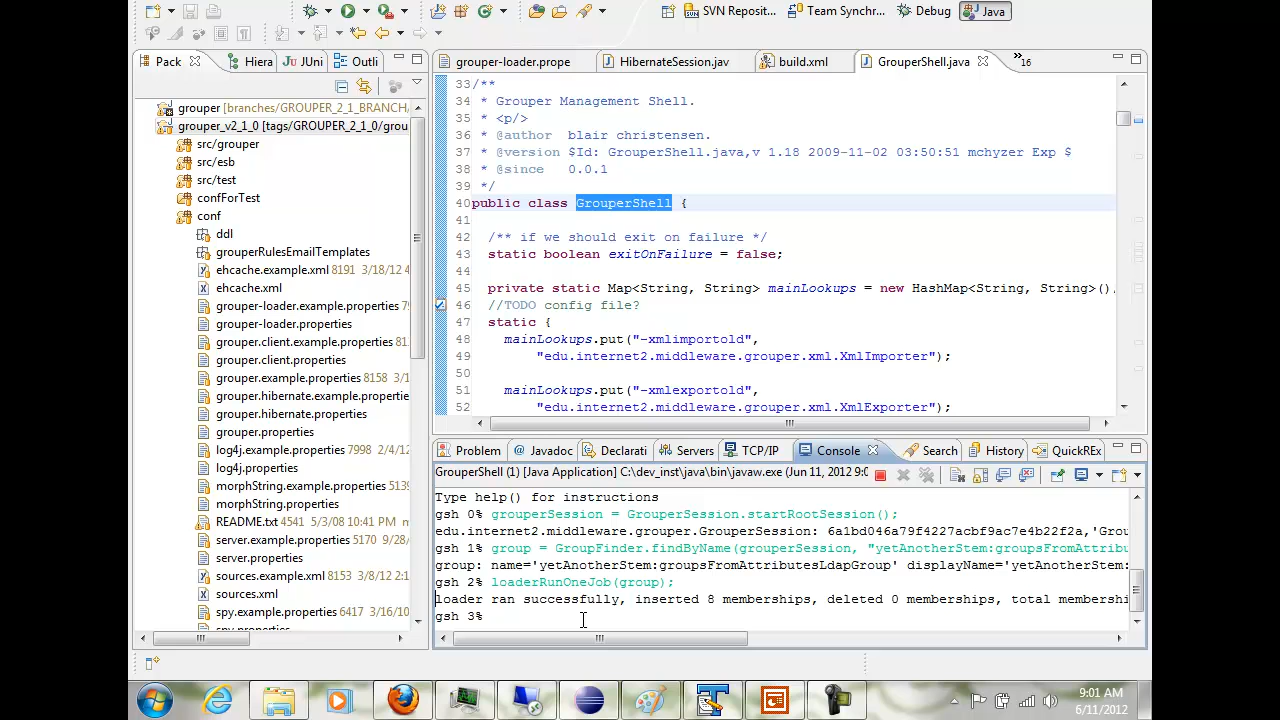 SVN Reposit...
Team Synchr...
Debug
Java
Pack
Hiera
JUni
Outli
grouper [branches/GROUPER_2_1_BRANCH/
grouper_v2_1_0 [tags/GROUPER_2_1_0/grou
src/grouper
src/esb
src/test
confForTest
conf
ddl
grouperRulesEmailTemplates
ehcache.example.xml 8191 3/18/12 4
ehcache.xml
grouper-loader.example.properties 79
grouper-loader.properties
grouper.client.example.properties 81
grouper.client.properties
grouper.example.properties 8158 3/1
grouper.hibernate.example.propertie
grouper.hibernate.properties
grouper.properties
log4j.example.properties 7998 2/4/12
log4j.properties
morphString.example.properties 5139
morphString.properties
README.txt 4541 5/3/08 10:41 PM
server.example.properties 5170 9/28/
server.properties
sources.example.xml 8153 3/18/12 6
sources.xml
spy.example.properties 6417 3/16/10
spy.properties
grouper-loader.prope
HibernateSession.jav
build.xml
GrouperShell.java
16
33 /**
34 * Grouper Management Shell.
35 * <p/>
36 * @author blair christensen.
37 * @version $Id: GrouperShell.java,v 1.18 2009-11-02 03:50:51 mchyzer Exp $
38 * @since 0.0.1
39 */
40 public class GrouperShell {
41
42 /** if we should exit on failure */
43 static boolean exitOnFailure = false;
44
45 private static Map<String, String> mainLookups = new HashMap<String, String>()
46 //TODO config file?
47 static {
48 mainLookups.put("-xmlimportold",
49 "edu.internet2.middleware.grouper.xml.XmlImporter");
50
51 mainLookups.put("-xmlexportold",
52 "edu.internet2.middleware.grouper.xml.XmlExporter");
Problem
Javadoc
Declarati
Servers
TCP/IP
Console
Search
History
QuickREx
GrouperShell (1) [Java Application] C:\dev_inst\java\bin\javaw.exe (Jun 11, 2012 9:0
Type help() for instructions
gsh 0% grouperSession = GrouperSession.startRootSession();
edu.internet2.middleware.grouper.GrouperSession: 6a1bd046a79f4227acbf9ac7e4b22f2a,'Grou
gsh 1% group = GroupFinder.findByName(grouperSession, "yetAnotherStem:groupsFromAttribu
group: name='yetAnotherStem:groupsFromAttributesLdapGroup' displayName='yetAnotherStem:
gsh 2% loaderRunOneJob(group);
loader ran successfully, inserted 8 memberships, deleted 0 memberships, total membershi
gsh 3%
9:01 AM
6/11/2012